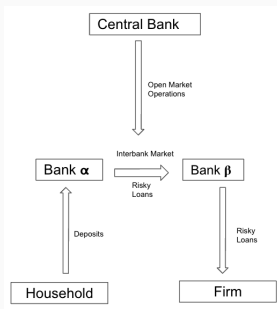 Central Bank
Open Market
Operations
Interbank Market
Bank α
Bank β
Risky
Loans
Deposits
Risky
Loans
Household
Firm